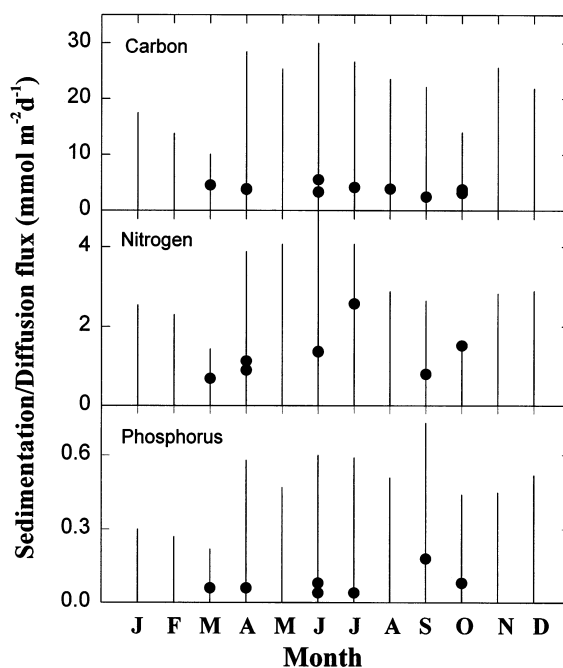 30
Carbon
20
10
0
4
Nitrogen
2
0
Phosphorus
0.6
0.3
0.0
J F M A M J J A S O N D
Month
Sedimentation/Diffusion flux (mmol m⁻²d⁻¹)